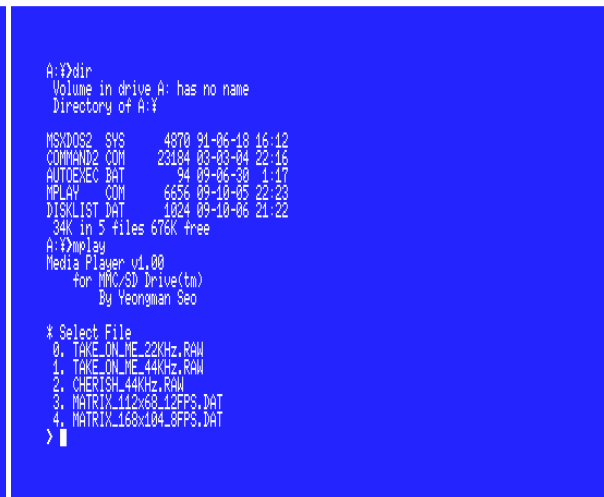 A:¥>dir
Volume in drive A: has no name
Directory of A:¥
MSXDOS2 SYS 4870 91-06-18 16:12
COMMAND2 COM 23184 03-03-04 22:16
AUTOEXEC BAT 94 09-06-30 1:17
MPLAY COM 6656 09-10-05 22:23
DISKLIST DAT 1024 09-10-06 21:22
34K in 5 files 676K free
A:¥>mplay
Media Player v1.00
for MMC/SD Drive(tm)
By Yeongman Seo
* Select File
0. TAKE_ON_ME_22KHz.RAW
1. TAKE_ON_ME_44KHz.RAW
2. CHERISH_44KHz.RAW
3. MATRIX_112x68_12FPS.DAT
4. MATRIX_168x104_8FPS.DAT
>